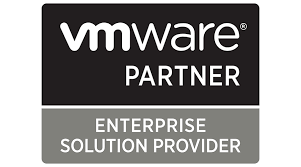 vmware®
PARTNER
ENTERPRISE
SOLUTION PROVIDER